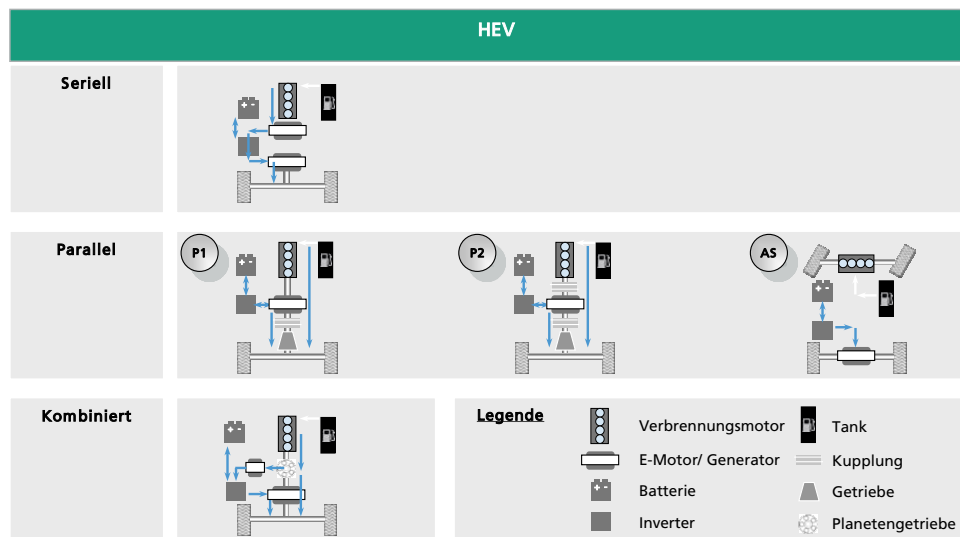 HEV
Seriell
Parallel
P1
P2
AS
Kombiniert
Legende
Verbrennungsmotor
Tank
E-Motor/ Generator
Kupplung
Batterie
Getriebe
Inverter
Planetengetriebe